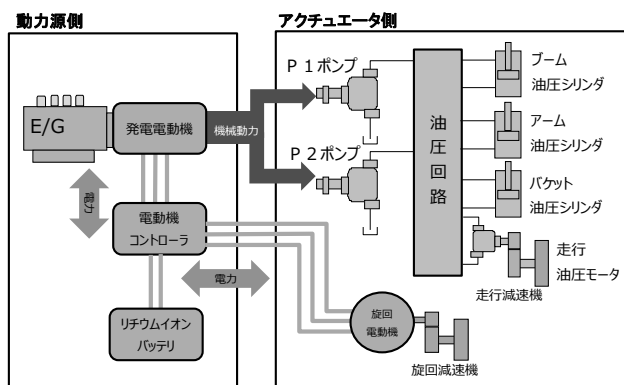 動力源側
アクチュエータ側
E/G
発電電動機
機械動力
P1ポンプ
P2ポンプ
油圧回路
ブーム
油圧シリンダ
アーム
油圧シリンダ
バケット
油圧シリンダ
走行
油圧モータ
走行減速機
電力
電動機
コントローラ
電力
リチウムイオン
バッテリ
旋回
電動機
旋回減速機